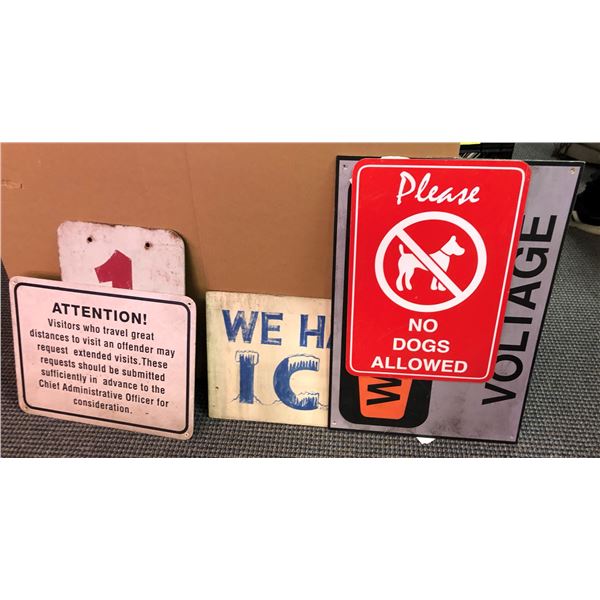 1
ATTENTION!
Visitors who travel great
distances to visit an offender may
request extended visits.These
requests should be submitted
sufficiently in advance to the
Chief Administrative Officer for
consideration.
WE HA
IC
Please
NO
DOGS
ALLOWED
W
VOLTAGE